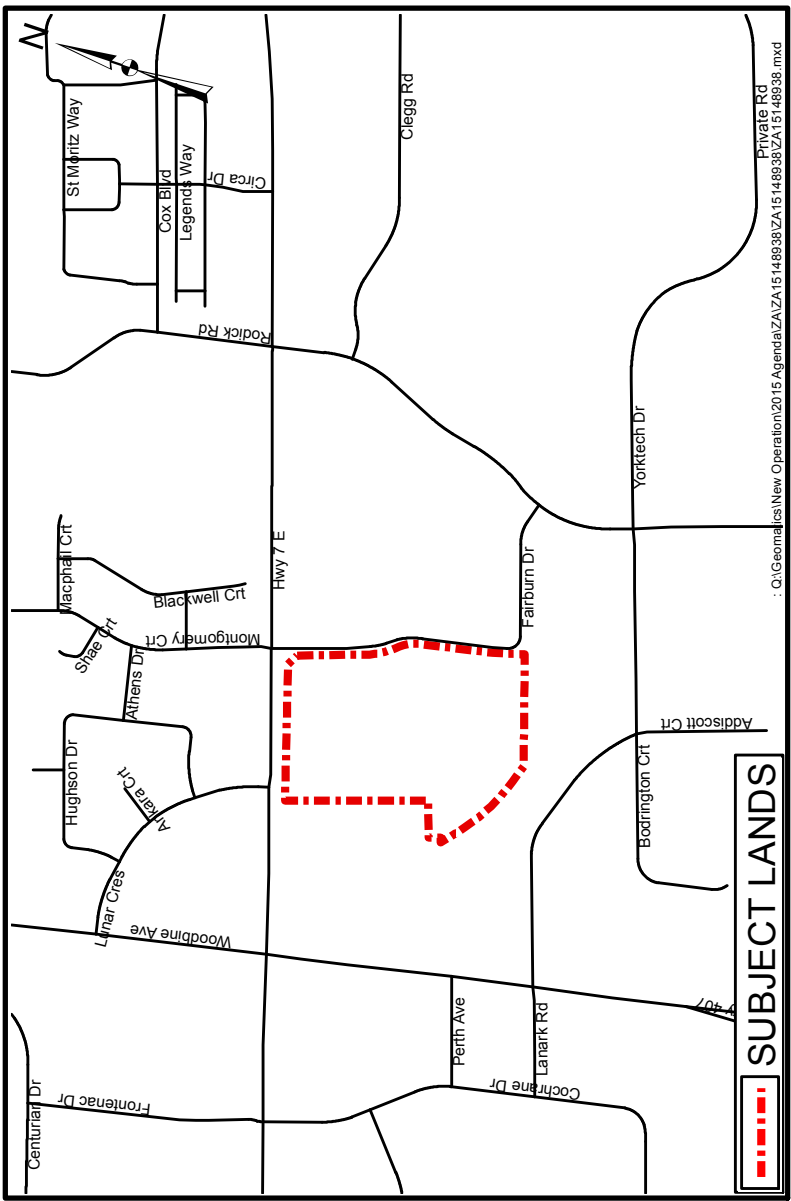 N
St Moritz Way
Cox Blvd
Legends Way
Circa Dr
Clegg Rd
Private Rd
Rodick Rd
Yorktech Dr
Macphail Crt
Blackwell Crt
Hwy 7 E
Shae Crt
Montgomery Crt
Fairburn Dr
Athens Dr
Hughson Dr
Ankara Crt
Addiscott Crt
Bodrington Crt
Lunar Cres
Woodbine Ave
y 407
Perth Ave
Lanark Rd
Cochrane Dr
Frontenac Dr
Centurian Dr
SUBJECT LANDS
: Q:\Geomatics\New Operation\2015 Agenda\ZA\ZA15148938\ZA15148938.mxd